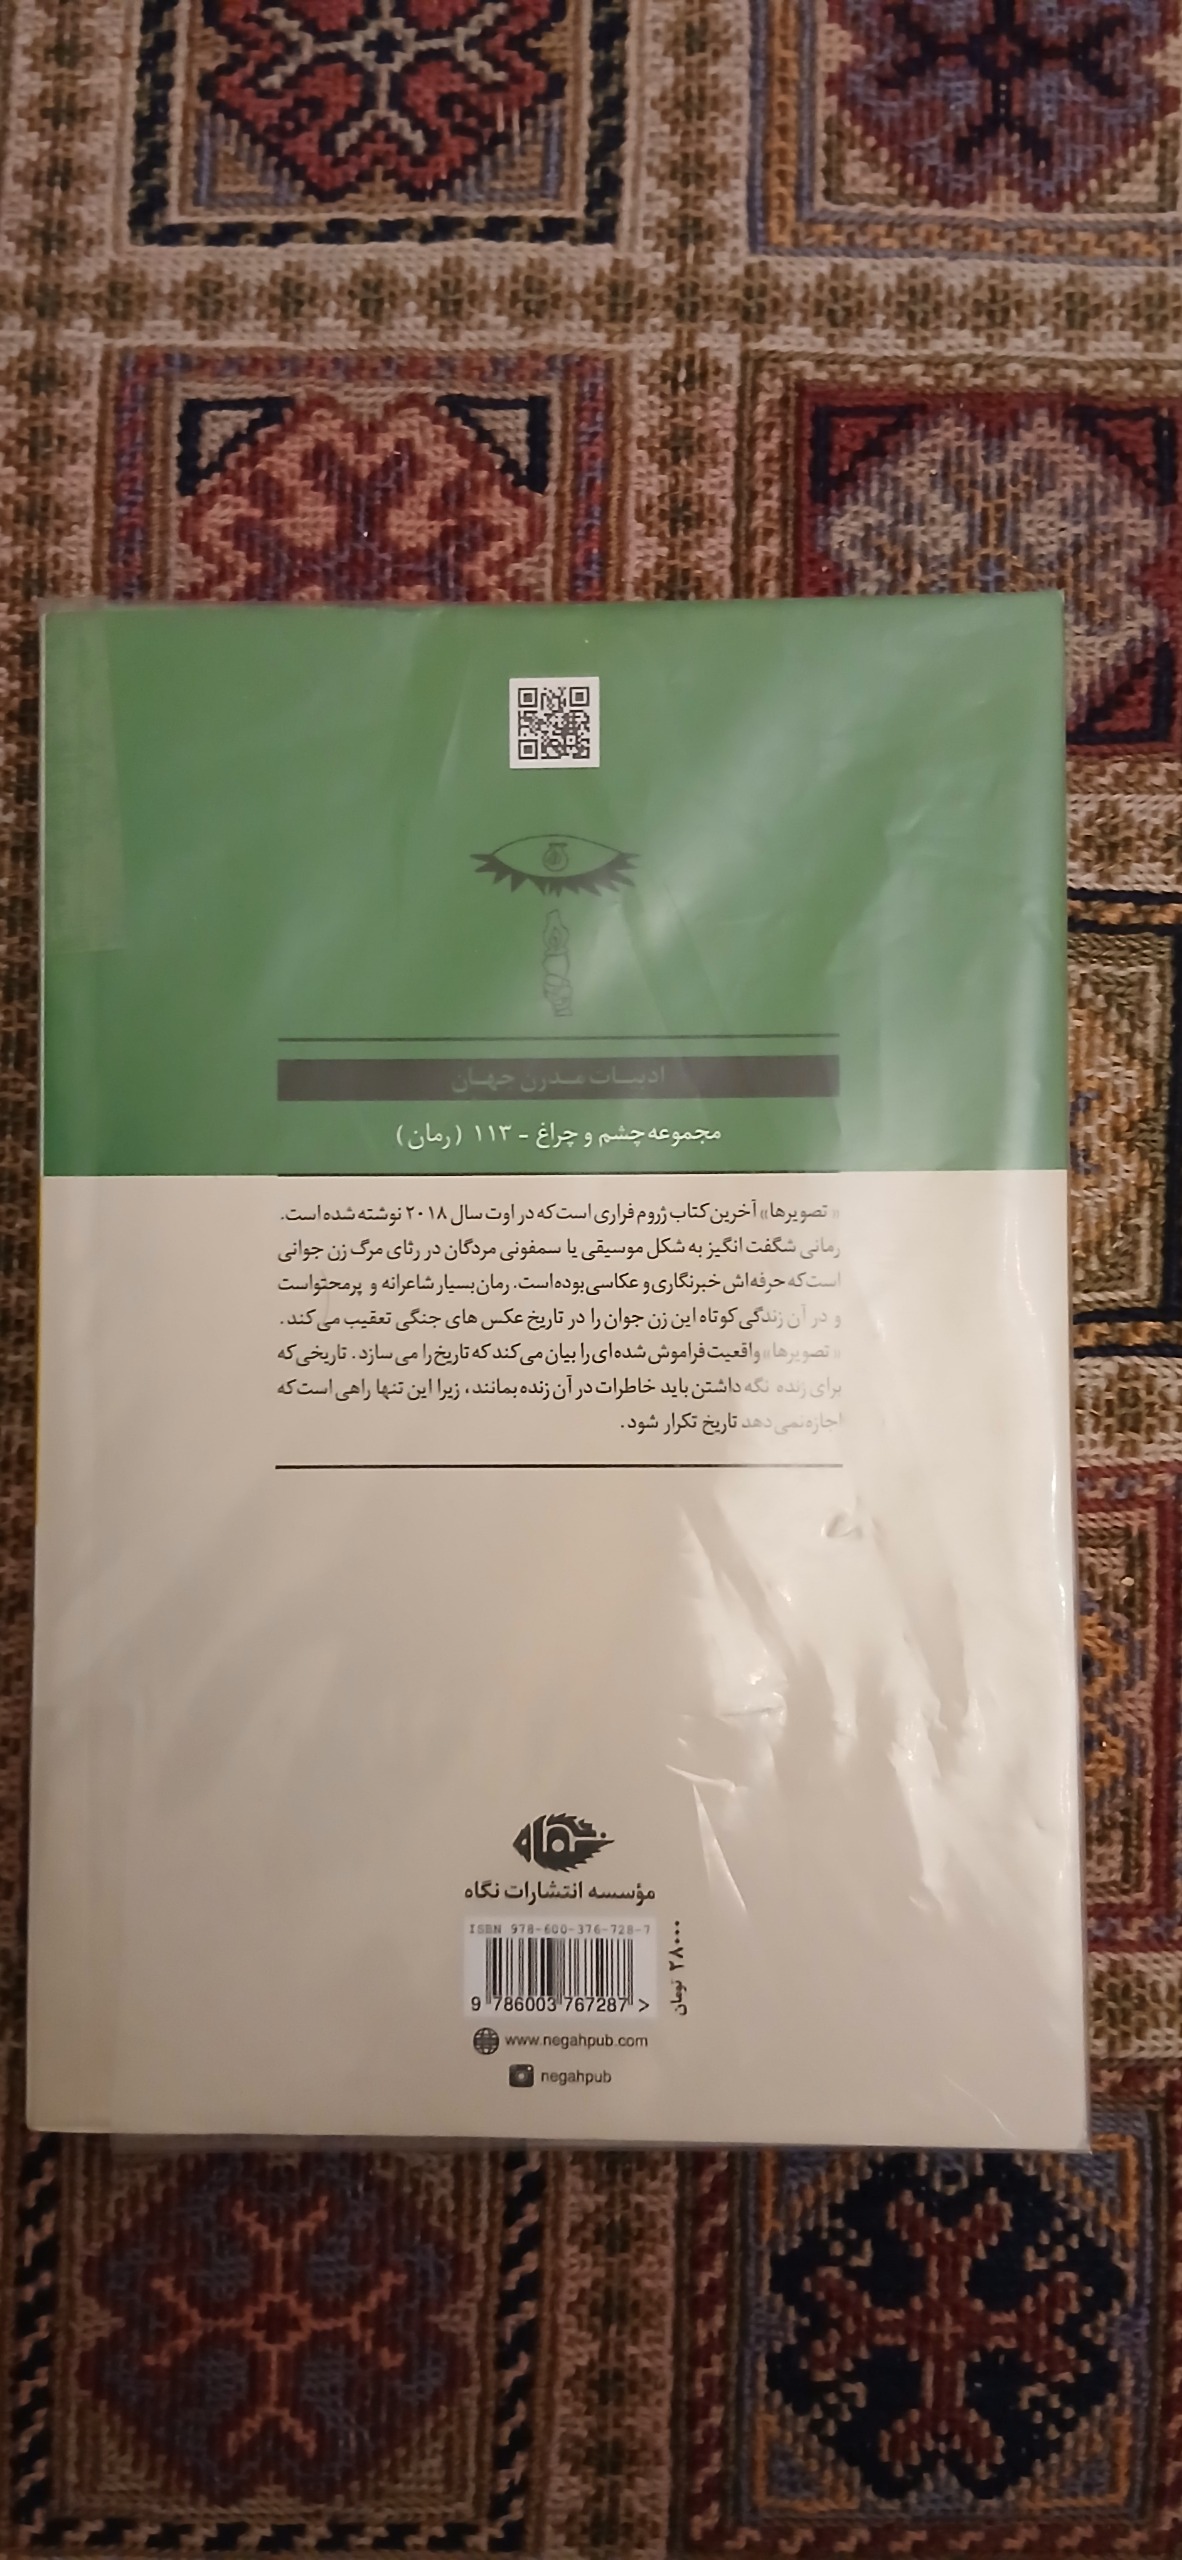 ادبیات مدرن جهان
مجموعه چشم و چراغ - ۱۱۳ (رمان)
«تصویرها» آخرین کتاب ژروم فراری است که در اوت سال ۲۰۱۸ نوشته شده است.
رمانی شگفت انگیز به شکل موسیقی یا سمفونی مردگان در رثای مرگ زن جوانی
است که حرفه‌اش خبرنگاری و عکاسی بوده است. رمان بسیار شاعرانه و پرمحتواست
و در آن زندگی کوتاه این زن جوان را در تاریخ عکس های جنگی تعقیب می کند.
«تصویرها» واقعیت فراموش شده‌ای را بیان می کند که تاریخ را می سازد. تاریخی که
برای زنده نگه داشتن باید خاطرات در آن زنده بمانند، زیرا این تنها راهی است که
اجازه نمی دهد تاریخ تکرار شود.
نگاه
مؤسسه انتشارات نگاه
ISBN 978-600-376-728-7
9 786003 767287 >
۲۸۰۰۰ تومان
www.negahpub.com
negahpub